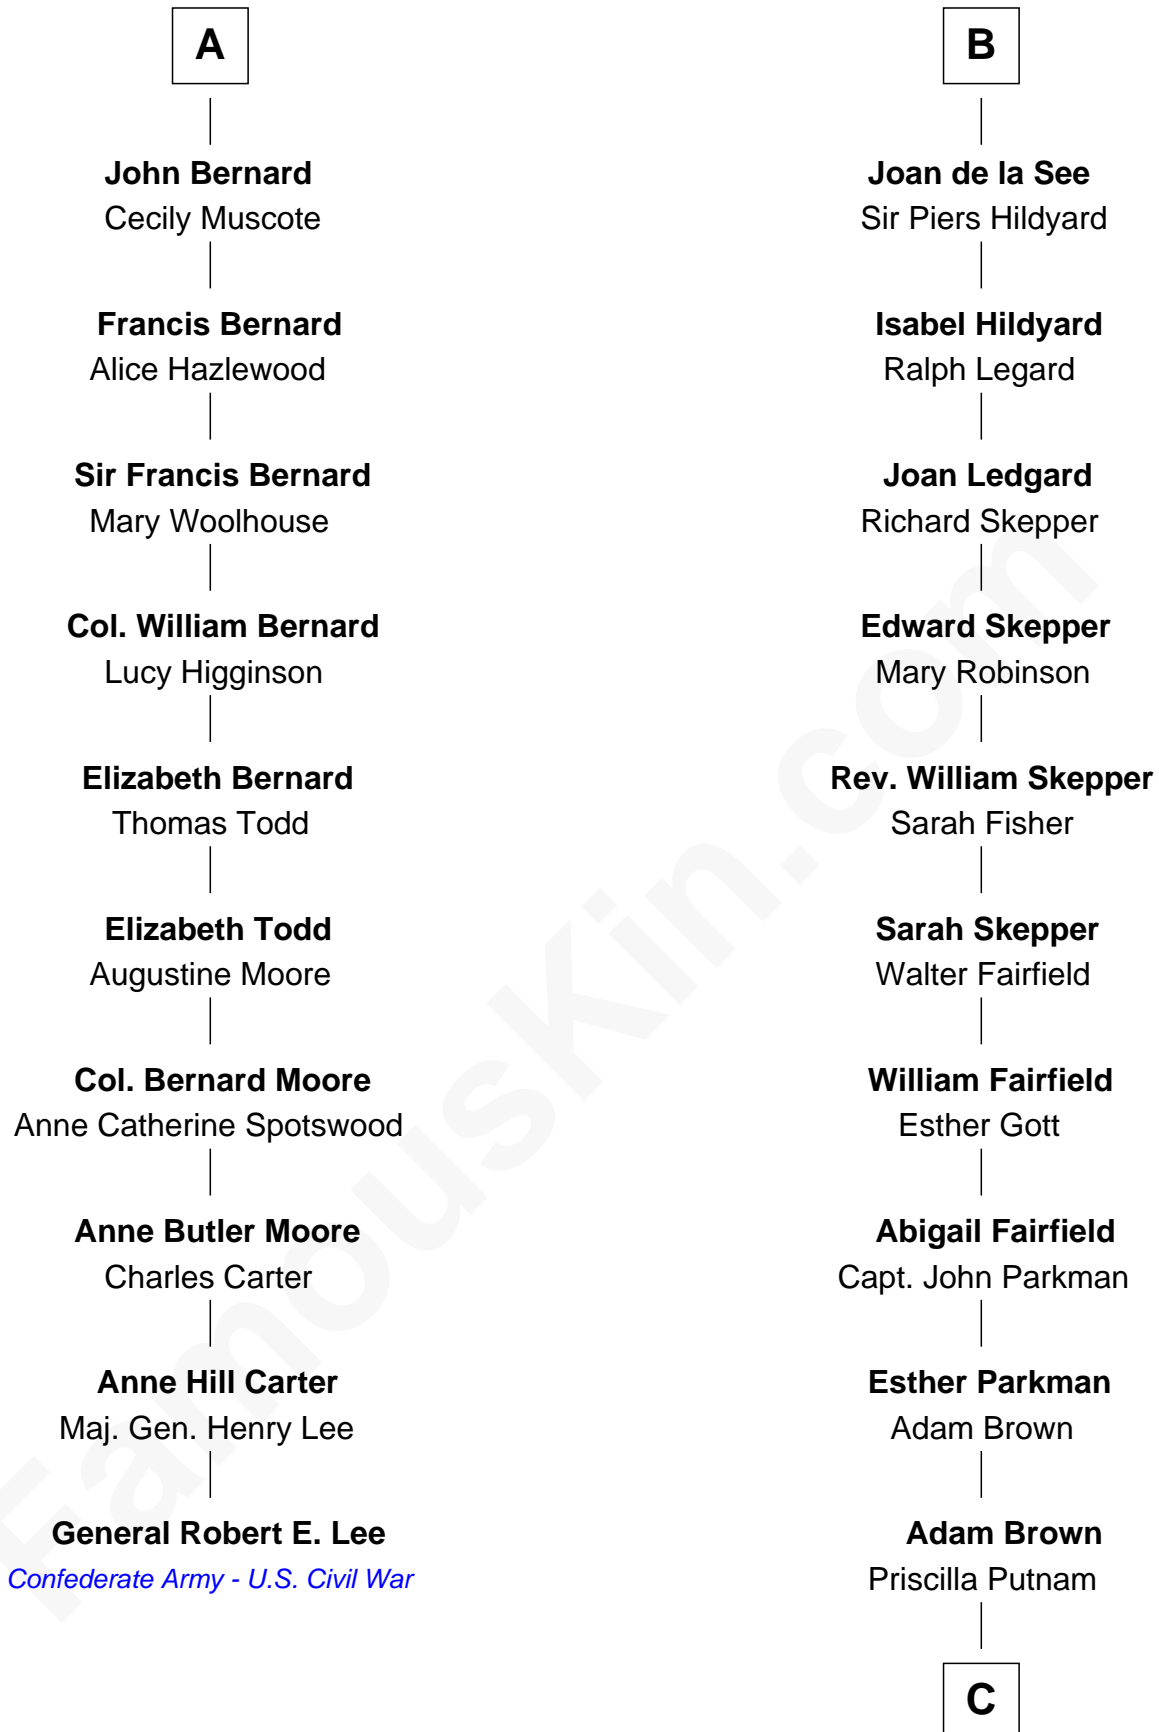 A
John Bernard
Cecily Muscote
Francis Bernard
Alice Hazlewood
Sir Francis Bernard
Mary Woolhouse
Col. William Bernard
Lucy Higginson
Elizabeth Bernard
Thomas Todd
Elizabeth Todd
Augustine Moore
Col. Bernard Moore
Anne Catherine Spotswood
Anne Butler Moore
Charles Carter
Anne Hill Carter
Maj. Gen. Henry Lee
General Robert E. Lee
Confederate Army - U.S. Civil War
B
Joan de la See
Sir Piers Hildyard
Isabel Hildyard
Ralph Legard
Joan Ledgard
Richard Skepper
Edward Skepper
Mary Robinson
Rev. William Skepper
Sarah Fisher
Sarah Skepper
Walter Fairfield
William Fairfield
Esther Gott
Abigail Fairfield
Capt. John Parkman
Esther Parkman
Adam Brown
Adam Brown
Priscilla Putnam
C
FamousKin.com